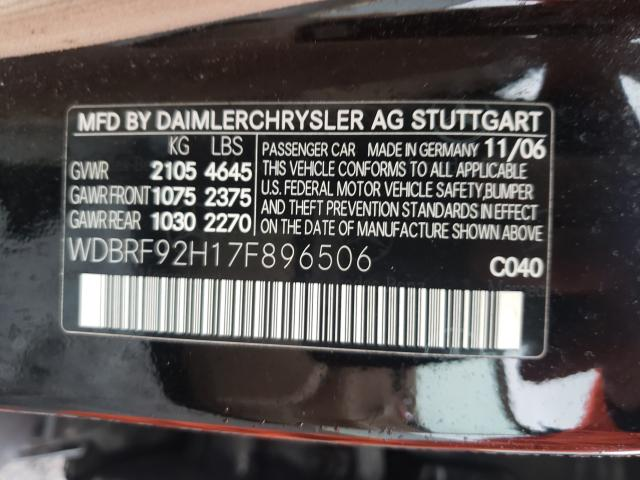 MFD BY DAIMLERCHRYSLER AG STUTTGART
KG LBS
GVWR 2105 4645
GAWR FRONT 1075 2375
GAWR REAR 1030 2270
PASSENGER CAR MADE IN GERMANY 11/06
THIS VEHICLE CONFORMS TO ALL APPLICABLE
U.S. FEDERAL MOTOR VEHICLE SAFETY,BUMPER
AND THEFT PREVENTION STANDARDS IN EFFECT
ON THE DATE OF MANUFACTURE SHOWN ABOVE
WDBRF92H17F896506
C040